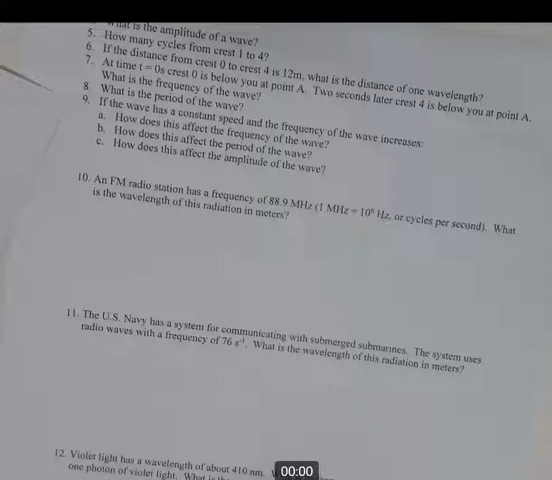 What is the amplitude of a wave?
5. How many cycles from crest 1 to 4?
6. If the distance from crest 0 to crest 4 is 12m, what is the distance of one wavelength?
7. At time t = 0s crest 0 is below you at point A. Two seconds later crest 4 is below you at point A.
What is the frequency of the wave?
8. What is the period of the wave?
9. If the wave has a constant speed and the frequency of the wave increases:
a. How does this affect the frequency of the wave?
b. How does this affect the period of the wave?
c. How does this affect the amplitude of the wave?
10. An FM radio station has a frequency of 88.9 MHz (1 MHz = 10⁶ Hz, or cycles per second). What
is the wavelength of this radiation in meters?
11. The U.S. Navy has a system for communicating with submerged submarines. The system uses
radio waves with a frequency of 76 s⁻¹. What is the wavelength of this radiation in meters?
12. Violet light has a wavelength of about 410 nm.
one photon of violet light. What is
00:00